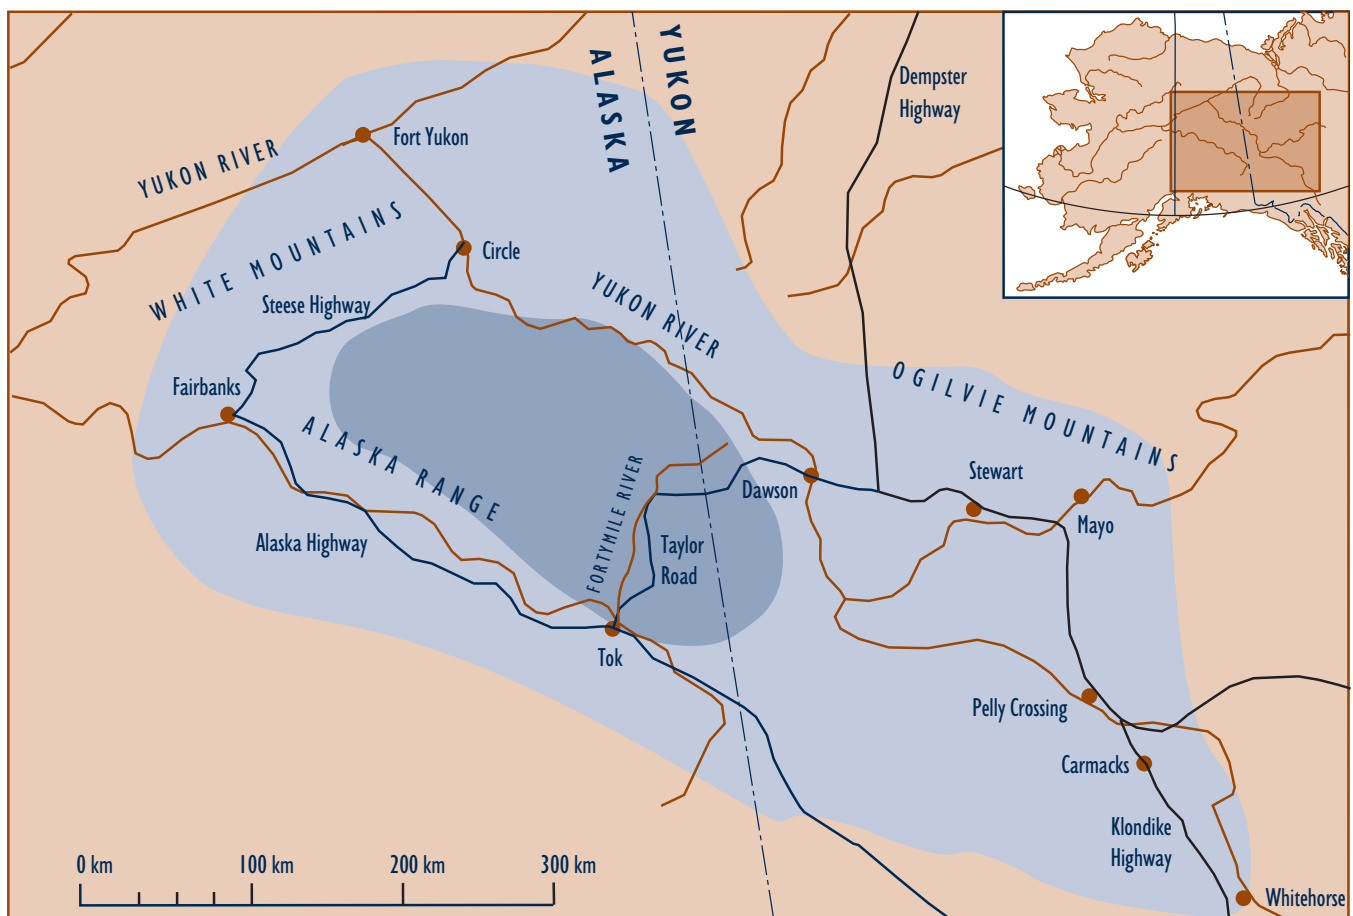 YUKON
ALASKA
Dempster
Highway
Fort Yukon
YUKON RIVER
WHITE MOUNTAINS
Circle
Steese Highway
YUKON RIVER
Fairbanks
OGILVIE MOUNTAINS
ALASKA RANGE
Stewart
Dawson
Mayo
FORTYMILE RIVER
Alaska Highway
Taylor
Road
Tok
Pelly Crossing
Carmacks
Klondike
Highway
0 km
100 km
200 km
300 km
Whitehorse